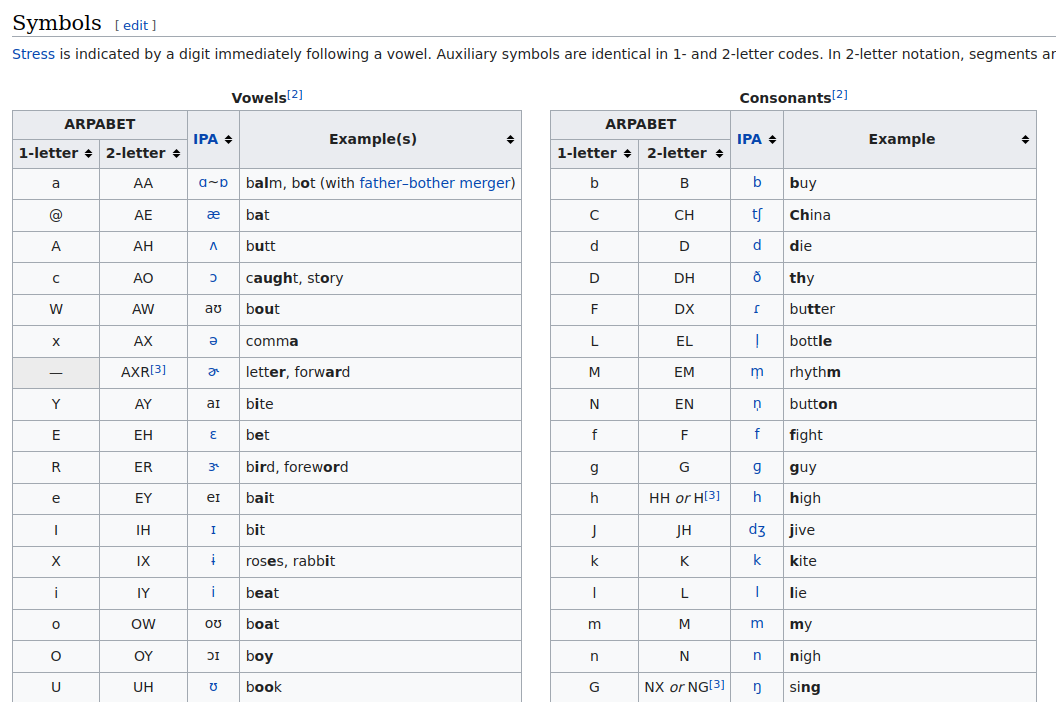 Symbols [ edit ]
Stress is indicated by a digit immediately following a vowel. Auxiliary symbols are identical in 1- and 2-letter codes. In 2-letter notation, segments ar
Vowels[2]
ARPABET IPA Example(s)
1-letter 2-letter
a AA ɑ~ɒ balm, bot (with father–bother merger)
@ AE æ bat
A AH ʌ butt
c AO ɔ caught, story
W AW aʊ bout
x AX ə comma
— AXR[3] ɚ letter, forward
Y AY aɪ bite
E EH ɛ bet
R ER ɝ bird, foreword
e EY eɪ bait
I IH ɪ bit
X IX ɨ roses, rabbit
i IY i beat
o OW oʊ boat
O OY ɔɪ boy
U UH ʊ book
Consonants[2]
ARPABET IPA Example
1-letter 2-letter
b B b buy
C CH tʃ China
d D d die
D DH ð thy
F DX ɾ butter
L EL l̩ bottle
M EM m̩ rhythm
N EN n̩ button
f F f fight
g G ɡ guy
h HH or H[3] h high
J JH dʒ jive
k K k kite
l L l lie
m M m my
n N n nigh
G NX or NG[3] ŋ sing